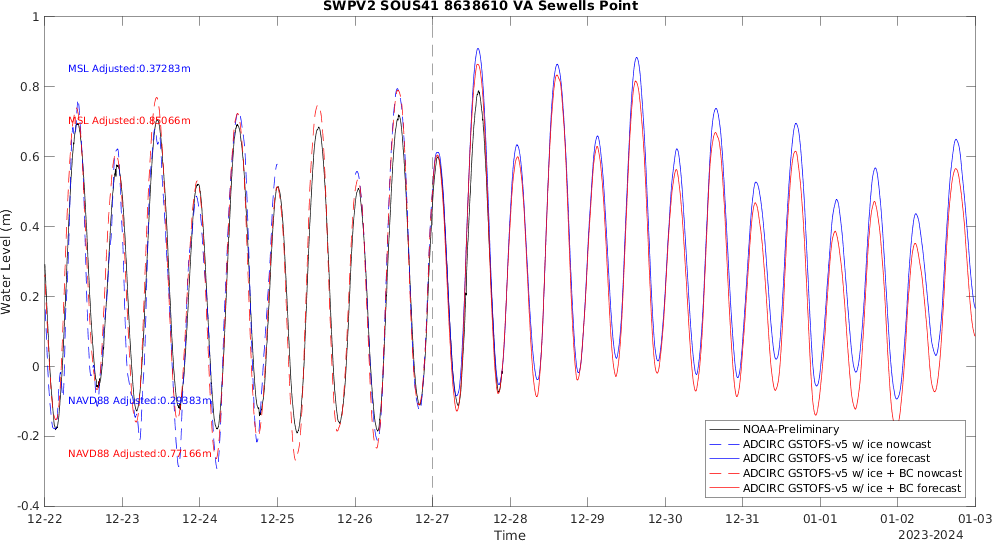 SWPV2 SOUS41 8638610 VA Sewells Point
MSL Adjusted:0.37283m
MSL Adjusted:0.85066m
NAVD88 Adjusted:0.29383m
NAVD88 Adjusted:0.77166m
Water Level (m)
1
0.8
0.6
0.4
0.2
0
-0.2
-0.4
NOAA-Preliminary
ADCIRC GSTOFS-v5 w/ ice nowcast
ADCIRC GSTOFS-v5 w/ ice forecast
ADCIRC GSTOFS-v5 w/ ice + BC nowcast
ADCIRC GSTOFS-v5 w/ ice + BC forecast
12-22 12-23 12-24 12-25 12-26 12-27 12-28 12-29 12-30 12-31 01-01 01-02 01-03
Time
2023-2024